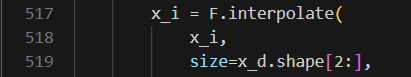 517 x_i = F.interpolate(
518 x_i,
519 size=x_d.shape[2:],